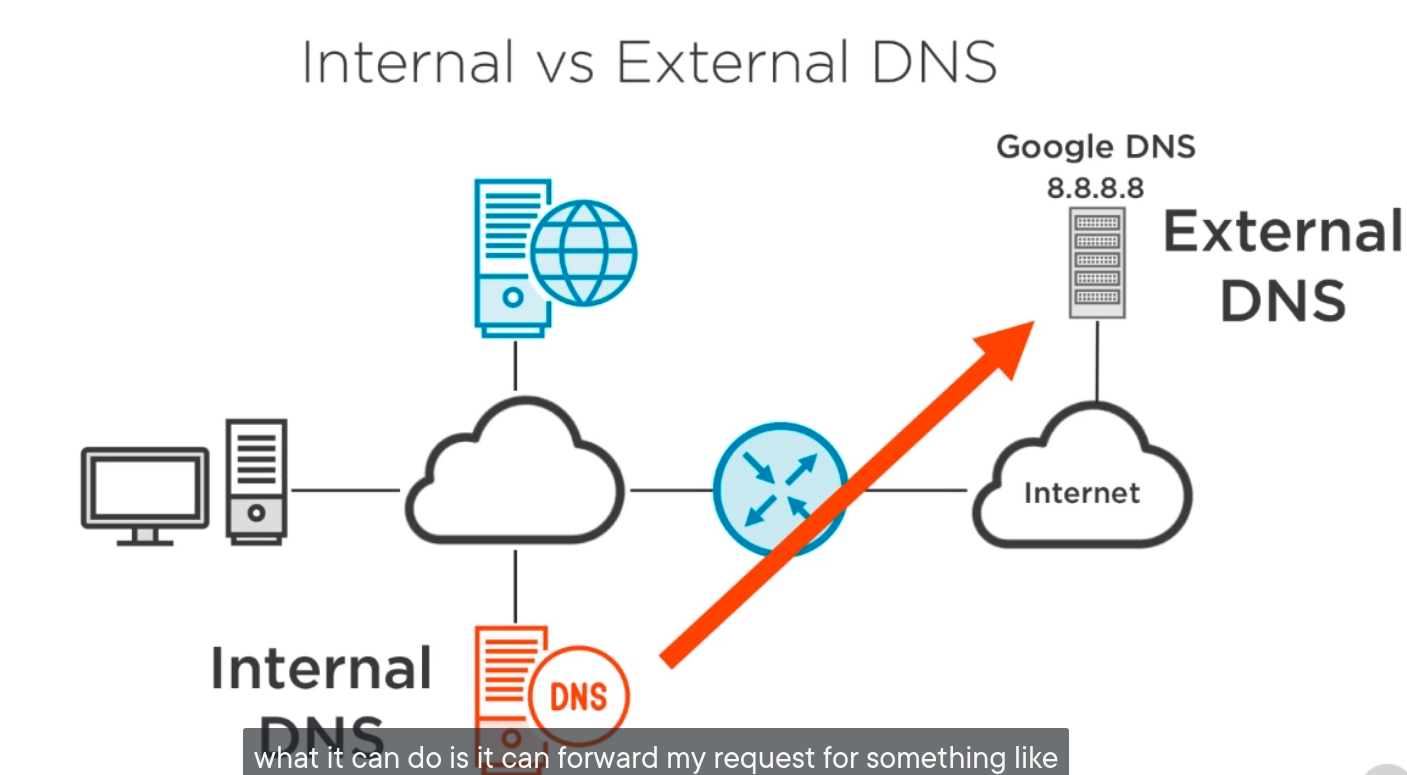 Internal vs External DNS
Google DNS
8.8.8.8
External
DNS
Internet
Internal
DNS
DNS
what it can do is it can forward my request for something like